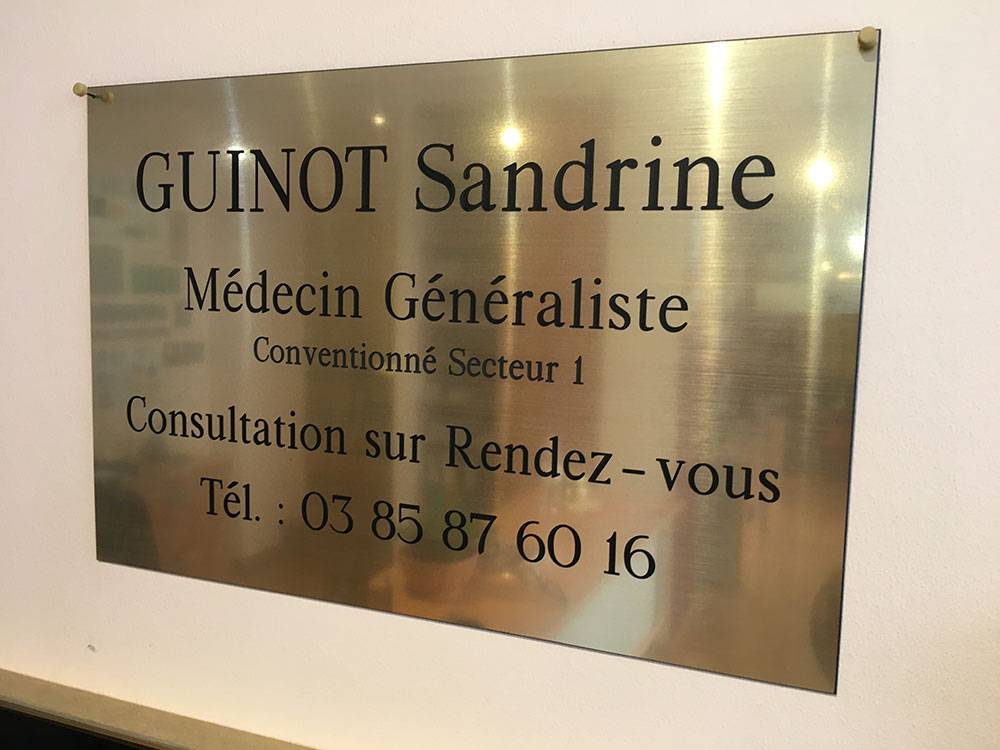 GUINOT Sandrine
Médecin Généraliste
Conventionné Secteur 1
Consultation sur Rendez-vous
Tél. : 03 85 87 60 16